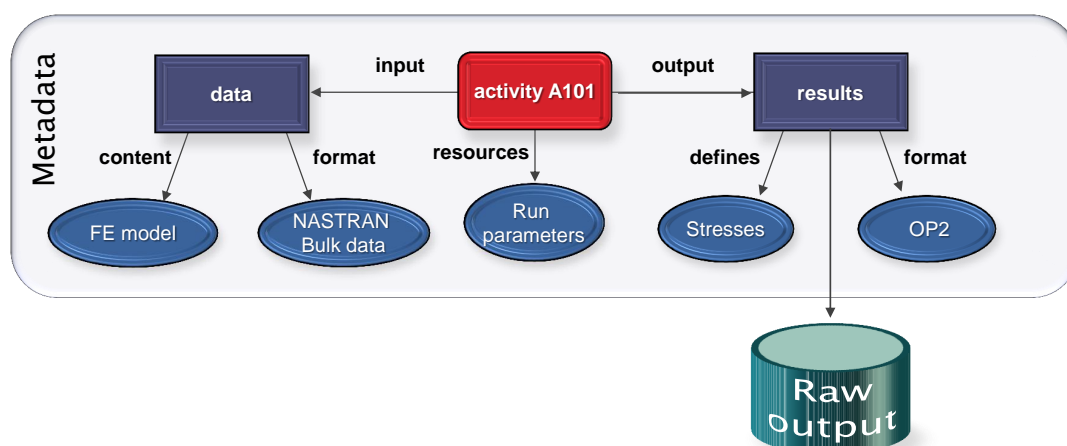 Metadata
input
output
data
activity A101
results
content
format
resources
defines
format
FE model
NASTRAN
Bulk data
Run
parameters
Stresses
OP2
Raw
output